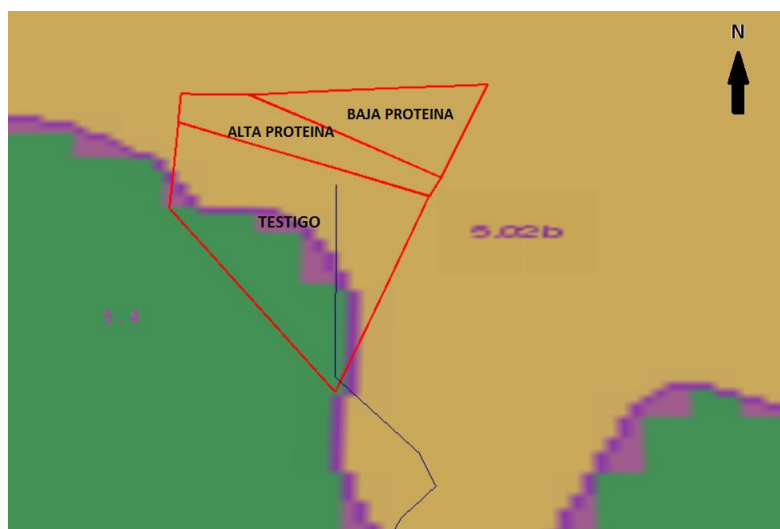 N
BAJA PROTEINA
ALTA PROTEINA
TESTIGO
5.02b
5.4